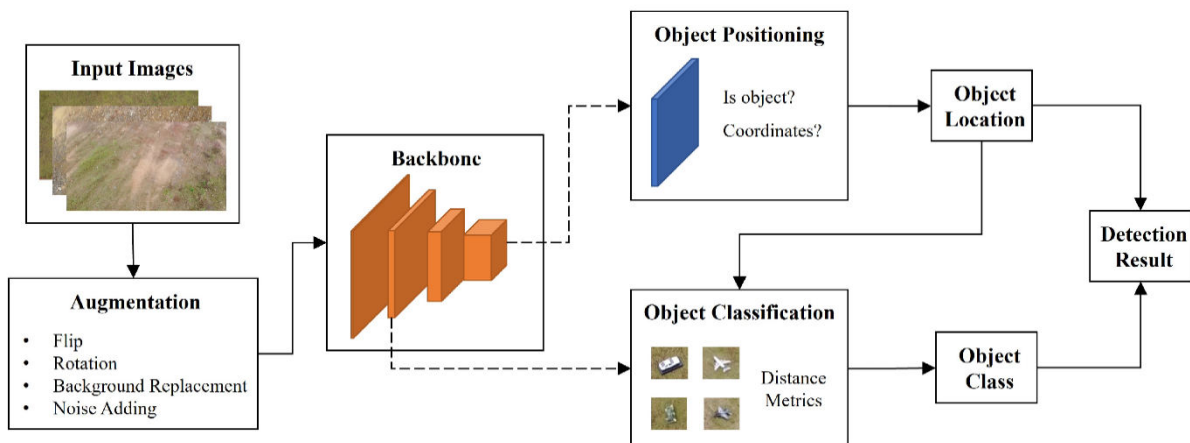 Input Images
Augmentation
• Flip
• Rotation
• Background Replacement
• Noise Adding
Backbone
Object Positioning
Is object?
Coordinates?
Object
Location
Object Classification
Distance
Metrics
Object
Class
Detection
Result